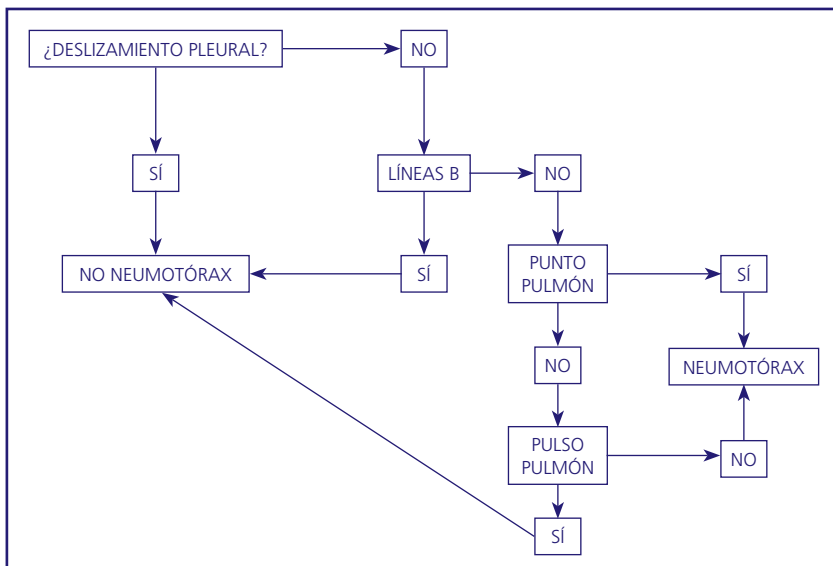 ¿DESLIZAMIENTO PLEURAL?
NO
SÍ
LÍNEAS B
NO
NO NEUMOTÓRAX
SÍ
PUNTO
PULMÓN
SÍ
NO
NEUMOTÓRAX
PULSO
PULMÓN
NO
SÍ